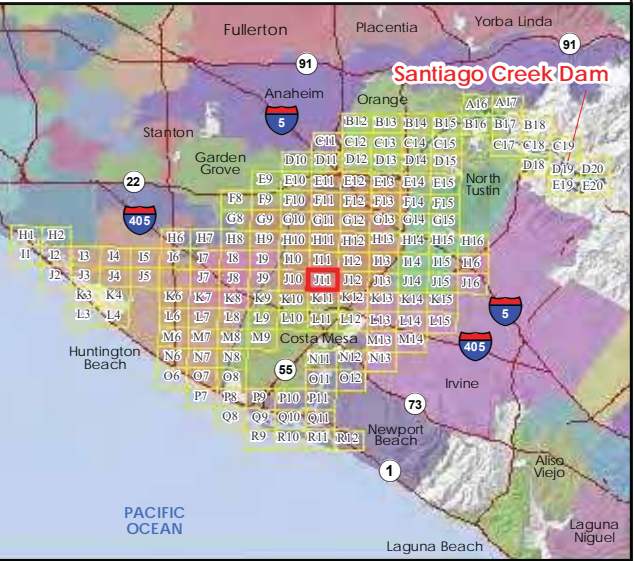 Yorba Linda
Fullerton
Placentia
91
91
Santiago Creek Dam
Anaheim
Orange
A16 A17
5
B12 B13 B14 B15 B16 B17 B18
Stanton
C11 C12 C13 C14 C15 C17 C18 C19
Garden
Grove
D10 D11 D12 D13 D14 D15 D18 D19 D20
North
Tustin
22
E9 E10 E11 E12 E13 E14 E15 E19 E20
F8 F9 F10 F11 F12 F13 F14 F15
405
G8 G9 G10 G11 G12 G13 G14 G15
H1 H2 H6 H7 H8 H9 H10 H11 H12 H13 H14 H15 H16
I1 I2 I3 I4 I5 I6 I7 I8 I9 I10 I11 I12 I13 I14 I15 I16
J2 J3 J4 J5 J7 J8 J9 J10 J11 J12 J13 J14 J15 J16
K3 K4 K6 K7 K8 K9 K10 K11 K12 K13 K14 K15
5
L3 L4 L6 L7 L8 L9 L10 L11 L12 L13 L14 L15
M6 M7 M8 M9 Costa Mesa M13 M14
405
Huntington
Beach
N6 N7 N8 N11 N12 N13
55
O6 O7 O8 O11 O12
Irvine
P7 P8 P9 P10 P11
73
Q8 Q9 Q10 Q11
Newport
Beach
R9 R10 R11 R12
1
Aliso
Viejo
PACIFIC
OCEAN
Laguna
Niguel
Laguna Beach